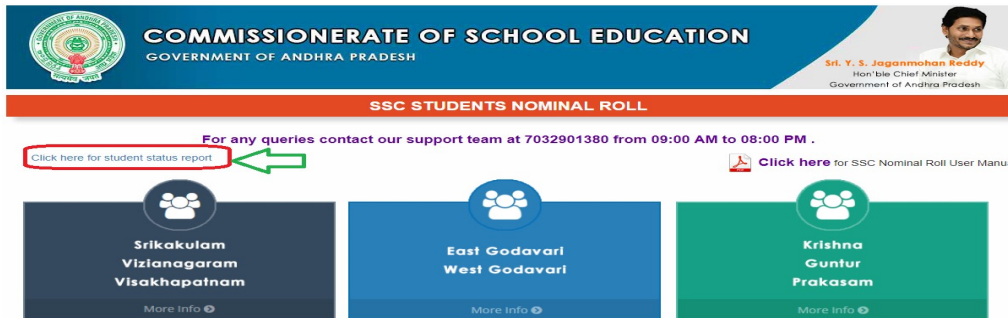 COMMISSIONERATE OF SCHOOL EDUCATION
GOVERNMENT OF ANDHRA PRADESH
Sri. Y. S. Jaganmohan Reddy
Hon'ble Chief Minister
Government of Andhra Pradesh
SSC STUDENTS NOMINAL ROLL
For any queries contact our support team at 7032901380 from 09:00 AM to 08:00 PM .
Click here for student status report
Click here for SSC Nominal Roll User Manu
Srikakulam
Vizianagaram
Visakhapatnam
More Info
East Godavari
West Godavari
More Info
Krishna
Guntur
Prakasam
More Info